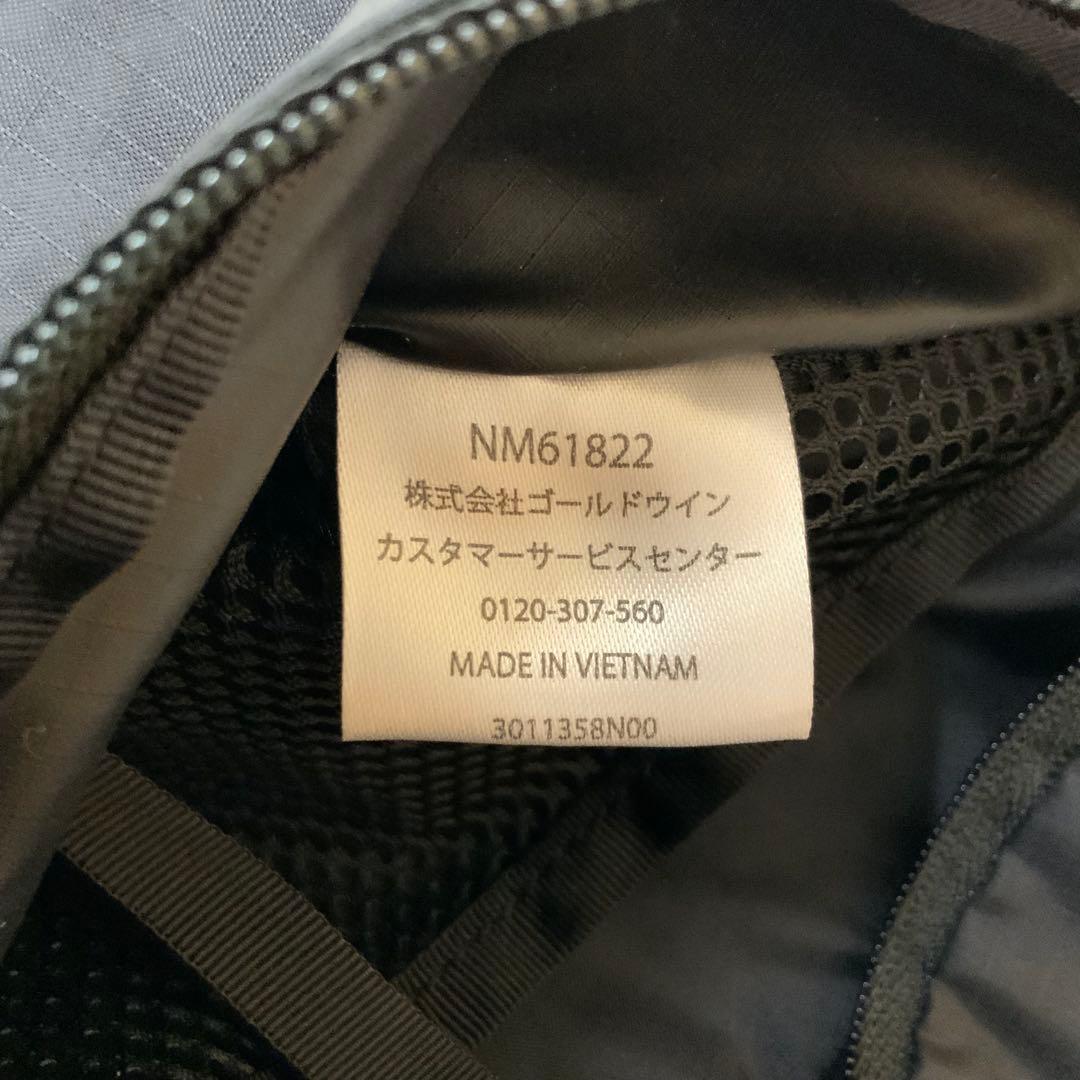 NM61822
株式会社ゴールドウイン
カスタマーサービスセンター
0120-307-560
MADE IN VIETNAM
3011358N00